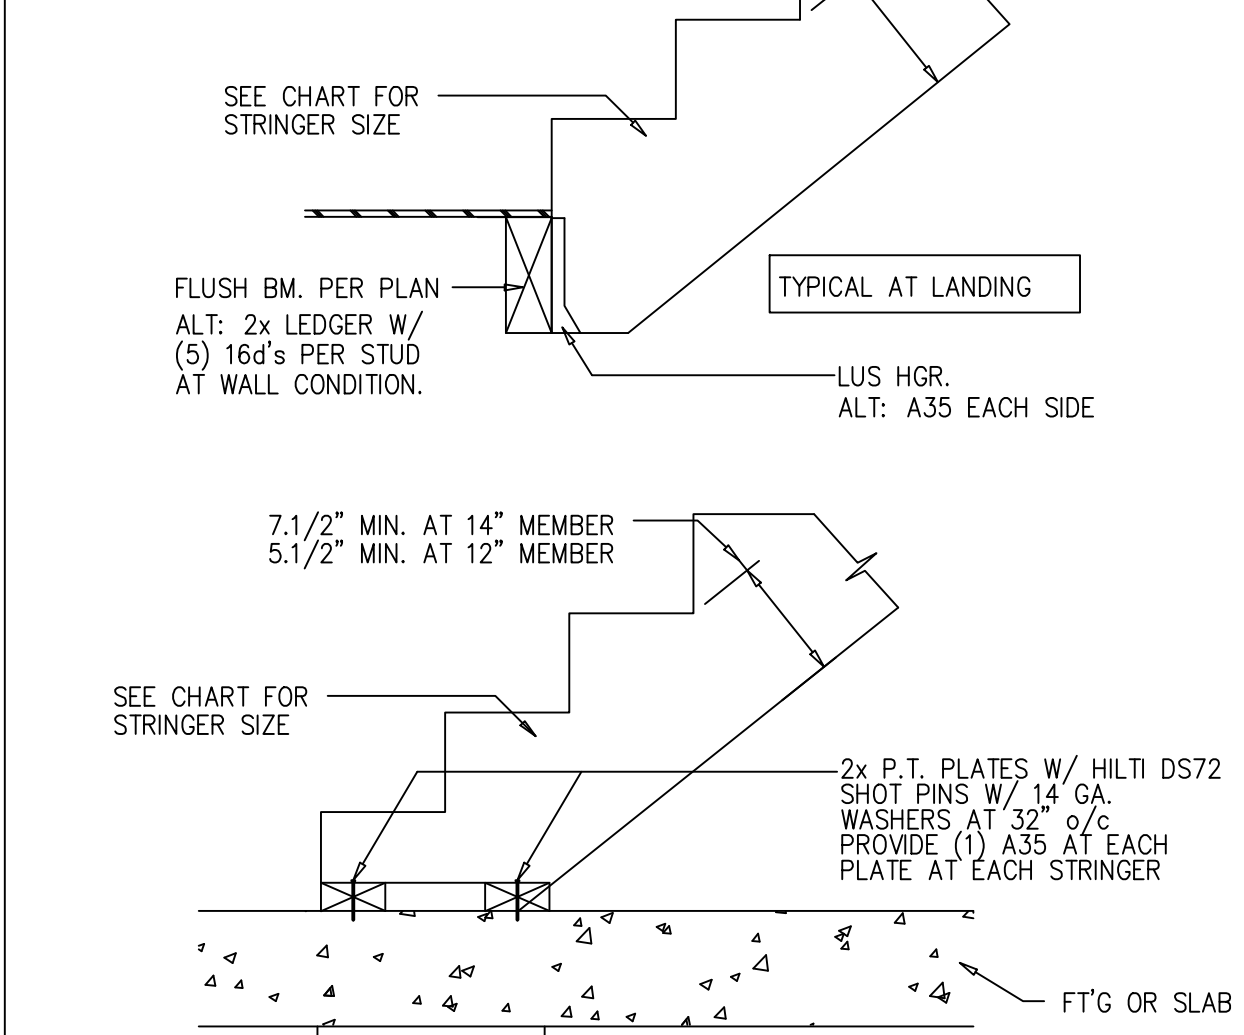 SEE CHART FOR
STRINGER SIZE
FLUSH BM. PER PLAN
ALT: 2x LEDGER W/
(5) 16d's PER STUD
AT WALL CONDITION.
TYPICAL AT LANDING
LUS HGR.
ALT: A35 EACH SIDE
7.1/2” MIN. AT 14” MEMBER
5.1/2” MIN. AT 12” MEMBER
SEE CHART FOR
STRINGER SIZE
2x P.T. PLATES W/ HILTI DS72
SHOT PINS W/ 14 GA.
WASHERS AT 32” o/c
PROVIDE (1) A35 AT EACH
PLATE AT EACH STRINGER
FT'G OR SLAB